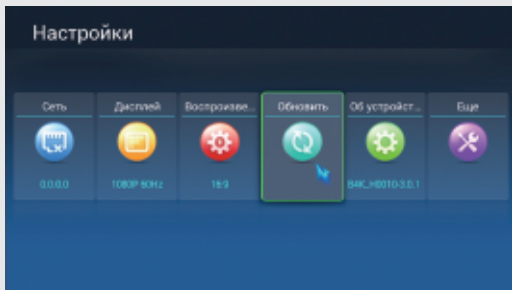 Настройки
Сеть
Дисплей
Воспроизве...
Обновить
Об устройст...
Еще
0.0.0.0
1080P 60Hz
16:9
B4K_H0010-3.0.1